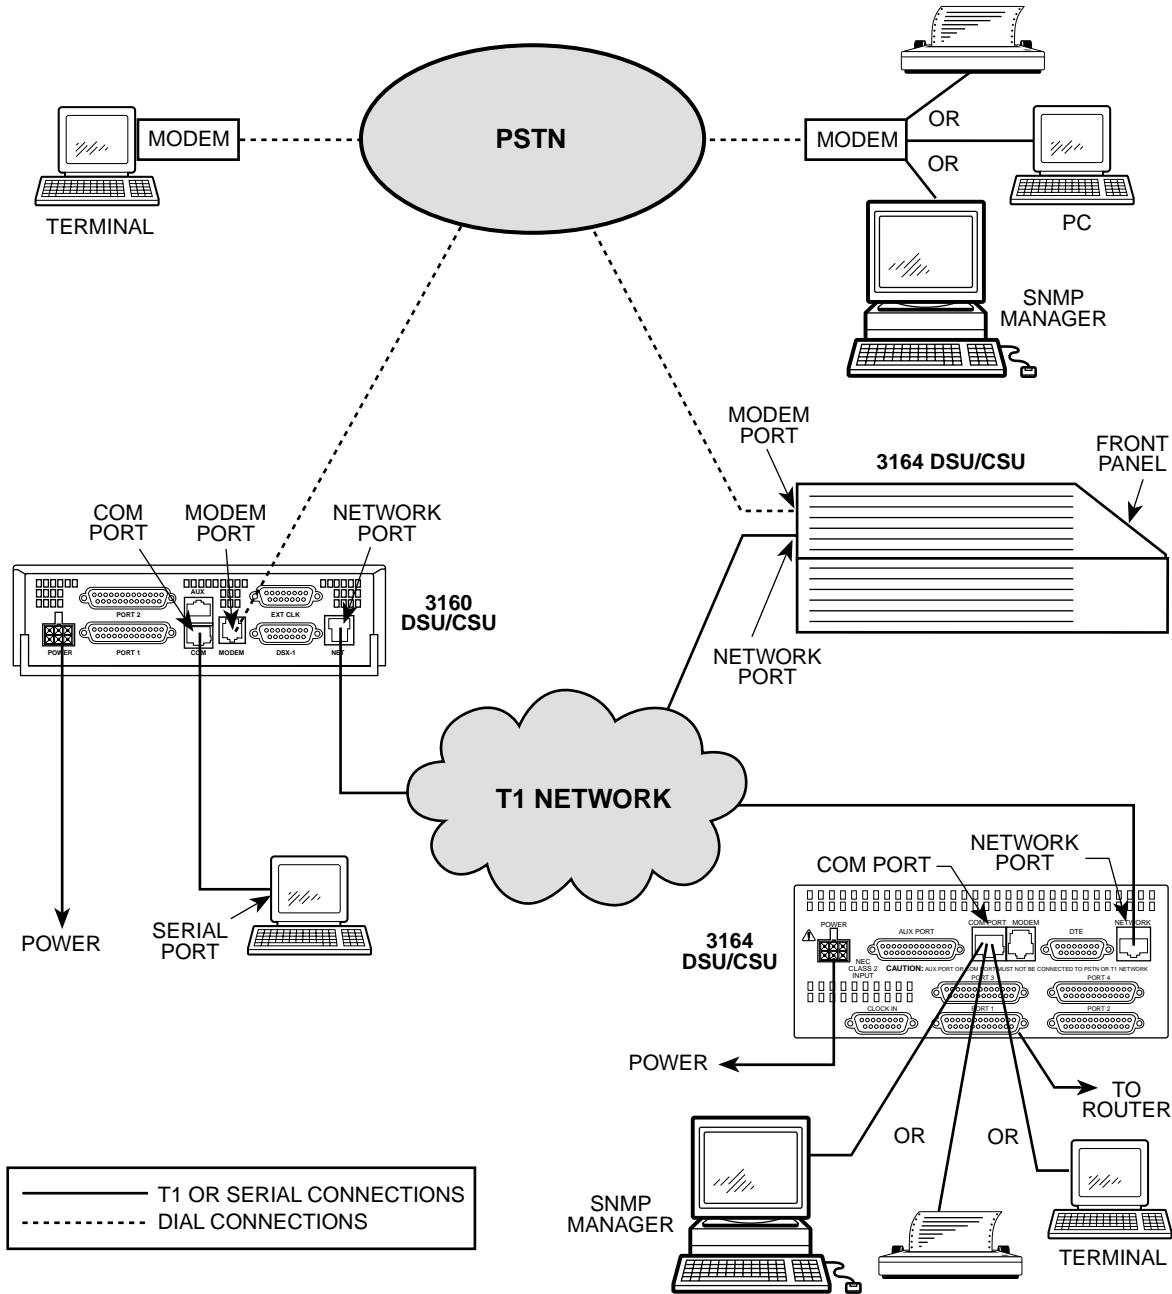 PSTN
MODEM
TERMINAL
MODEM
OR
OR
PC
SNMP
MANAGER
MODEM
PORT
3164 DSU/CSU
FRONT
PANEL
NETWORK
PORT
COM
PORT
MODEM
PORT
NETWORK
PORT
AUX
PORT 2
EXT CLK
POWER
PORT 1
COM
MODEM
DSX-1
NET
3160
DSU/CSU
T1 NETWORK
POWER
SERIAL
PORT
COM PORT
NETWORK
PORT
3164
DSU/CSU
POWER
AUX PORT
COM PORT
MODEM
DTE
NETWORK
NEC
CLASS 2
INPUT
CAUTION: AUX PORT OR COM PORT MUST NOT BE CONNECTED TO PSTN OR T1 NETWORK
PORT 3
PORT 4
CLOCK IN
PORT 1
PORT 2
POWER
TO
ROUTER
OR
OR
SNMP
MANAGER
TERMINAL
T1 OR SERIAL CONNECTIONS
DIAL CONNECTIONS